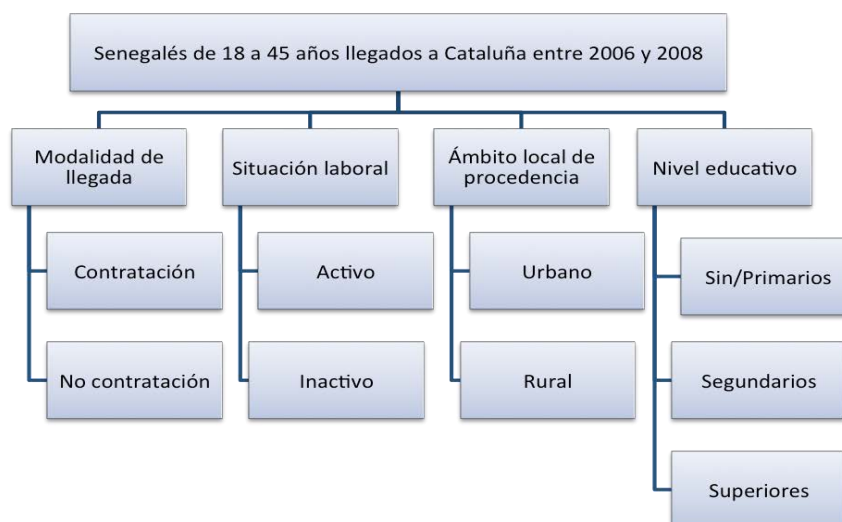 Senegalés de 18 a 45 años llegados a Cataluña entre 2006 y 2008
Modalidad de
llegada
Situación laboral
Ámbito local de
procedencia
Nivel educativo
Contratación
Activo
Urbano
Sin/Primarios
No contratación
Inactivo
Rural
Segundarios
Superiores